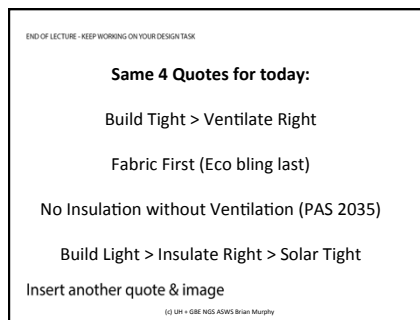 END OF LECTURE - KEEP WORKING ON YOUR DESIGN TASK
Same 4 Quotes for today:
Build Tight > Ventilate Right
Fabric First (Eco bling last)
No Insulation without Ventilation (PAS 2035)
Build Light > Insulate Right > Solar Tight
Insert another quote & image
(c) UH + GBE NGS ASWS Brian Murphy